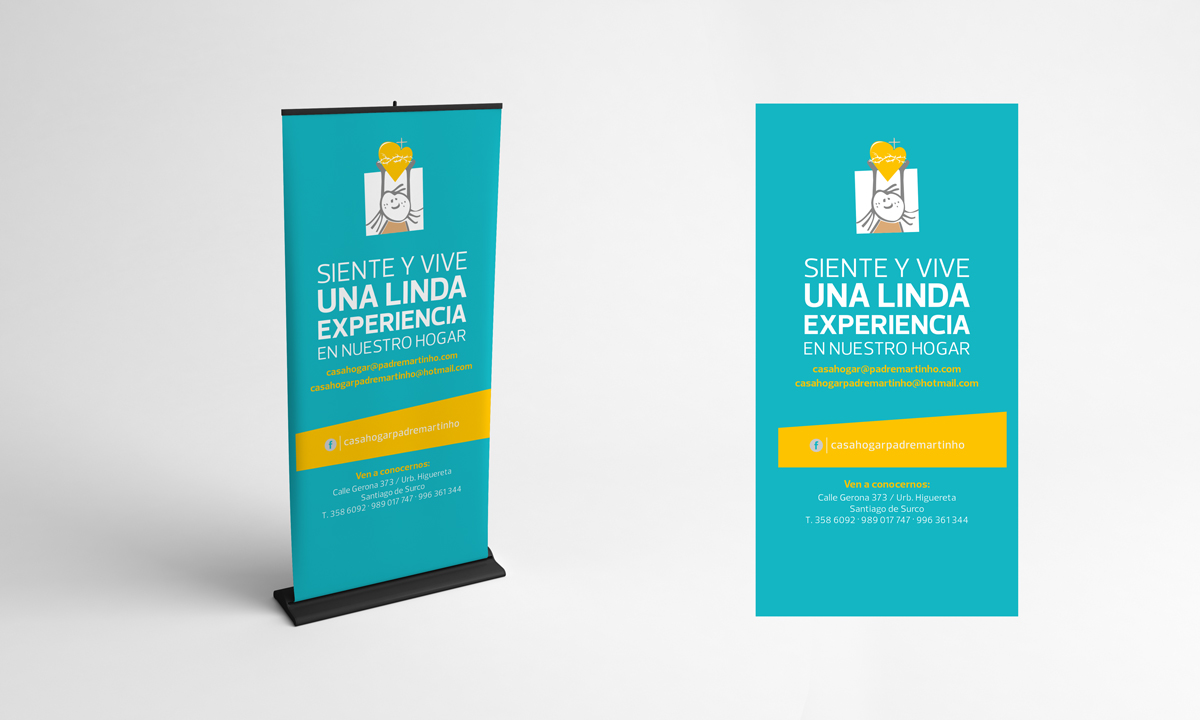 SIENTE Y VIVE
UNA LINDA
EXPERIENCIA
EN NUESTRO HOGAR
casahogar@padremartinho.com
casahogarpadremartinho@hotmail.com
f | casahogarpadremartinho
Ven a conocernos:
Calle Gerona 373 / Urb. Higuereta
Santiago de Surco
T. 358 6092 · 989 017 747 · 996 361 344
SIENTE Y VIVE
UNA LINDA
EXPERIENCIA
EN NUESTRO HOGAR
casahogar@padremartinho.com
casahogarpadremartinho@hotmail.com
f | casahogarpadremartinho
Ven a conocernos:
Calle Gerona 373 / Urb. Higuereta
Santiago de Surco
T. 358 6092 · 989 017 747 · 996 361 344